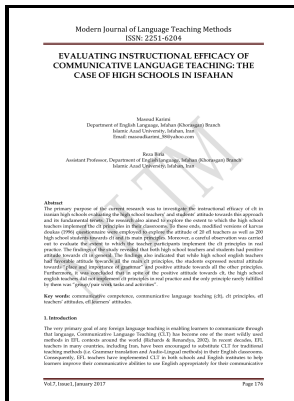 Modern Journal of Language Teaching Methods
ISSN: 2251-6204
EVALUATING INSTRUCTIONAL EFFICACY OF
COMMUNICATIVE LANGUAGE TEACHING: THE
CASE OF HIGH SCHOOLS IN ISFAHAN
Massud Karimi
Department of English Language, Isfahan (Khorasgan) Branch
Islamic Azad University, Isfahan, Iran
Reza Biria
Assistant Professor, Department of English Language, Isfahan (Khorasgan) Branch
Islamic Azad University, Isfahan, Iran
Abstract
The primary purpose of the current research was to investigate the instructional efficacy of clt in
iranian high schools evaluating the high school teachers' and students' attitude towards this approach
and its fundamental tenets. The research also aimed to explore the extent to which the high school
teachers implement the clt principles in their classrooms. To these ends, modified versions of karvas
doukas (1996) questionnaire were employed to explore the attitude of 20 efl teachers as well as 200
high school students towards clt and its main principles. Moreover, a careful observation was carried
out to evaluate the extent to which the teacher participants implement the clt principles in real
practice. The findings of the study revealed that both high school teachers and students had positive
attitude towards clt in general. The findings also indicated that while high school english teachers
had favorable attitude towards all the main clt principles, the students expressed neutral attitude
towards "place and importance of grammar" and positive attitude towards all the other principles.
Further, it was concluded that in spite of the positive attitude towards clt, the high school
english teachers did not implement clt principles in real practice and the only principle rarely fulfilled
by them was "group/pair work tasks and activities".
Key words: communicative competence, communicative language teaching (clt), clt principles, efl
teachers' attitudes, efl learners' attitudes.
1. Introduction
The very primary goal of any foreign language teaching is enabling learners to communicate through
that language. Communicative Language Teaching (CLT) has become one of the most widely used
methods in EFL contexts around the world (Richards & Renandya, 2002). In recent decades, EFL
teachers in many countries, including Iran, have been encouraged to substitute CLT for traditional
teaching methods (i.e. Grammar translation and Audio-Lingual methods) in their English classrooms.
Consequently, EFL teachers have implemented CLT in both schools and English institutes to help
learners improve their communicative abilities to use English appropriately for their communicative
Vol.7, Issue1, January 2017
Page 176